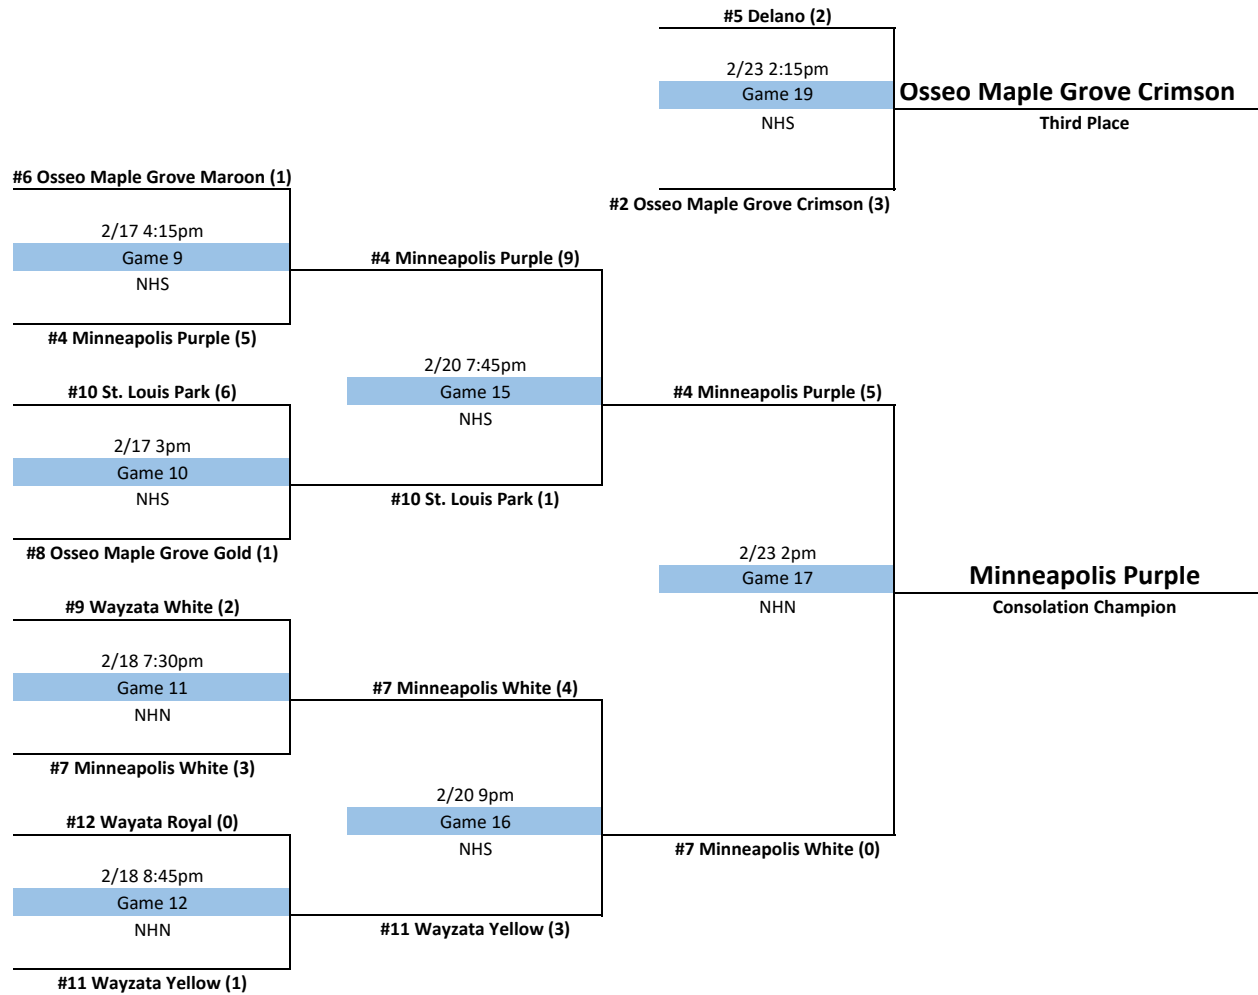 #5 Delano (2)
2/23 2:15pm
Game 19
NHS
Osseo Maple Grove Crimson
Third Place
#2 Osseo Maple Grove Crimson (3)
#6 Osseo Maple Grove Maroon (1)
2/17 4:15pm
Game 9
NHS
#4 Minneapolis Purple (5)
#4 Minneapolis Purple (9)
2/20 7:45pm
Game 15
NHS
#10 St. Louis Park (6)
2/17 3pm
Game 10
NHS
#8 Osseo Maple Grove Gold (1)
#10 St. Louis Park (1)
#4 Minneapolis Purple (5)
2/23 2pm
Game 17
NHN
Minneapolis Purple
Consolation Champion
#9 Wayzata White (2)
2/18 7:30pm
Game 11
NHN
#7 Minneapolis White (3)
#7 Minneapolis White (4)
2/20 9pm
Game 16
NHS
#7 Minneapolis White (0)
#12 Wayata Royal (0)
2/18 8:45pm
Game 12
NHN
#11 Wayzata Yellow (1)
#11 Wayzata Yellow (3)